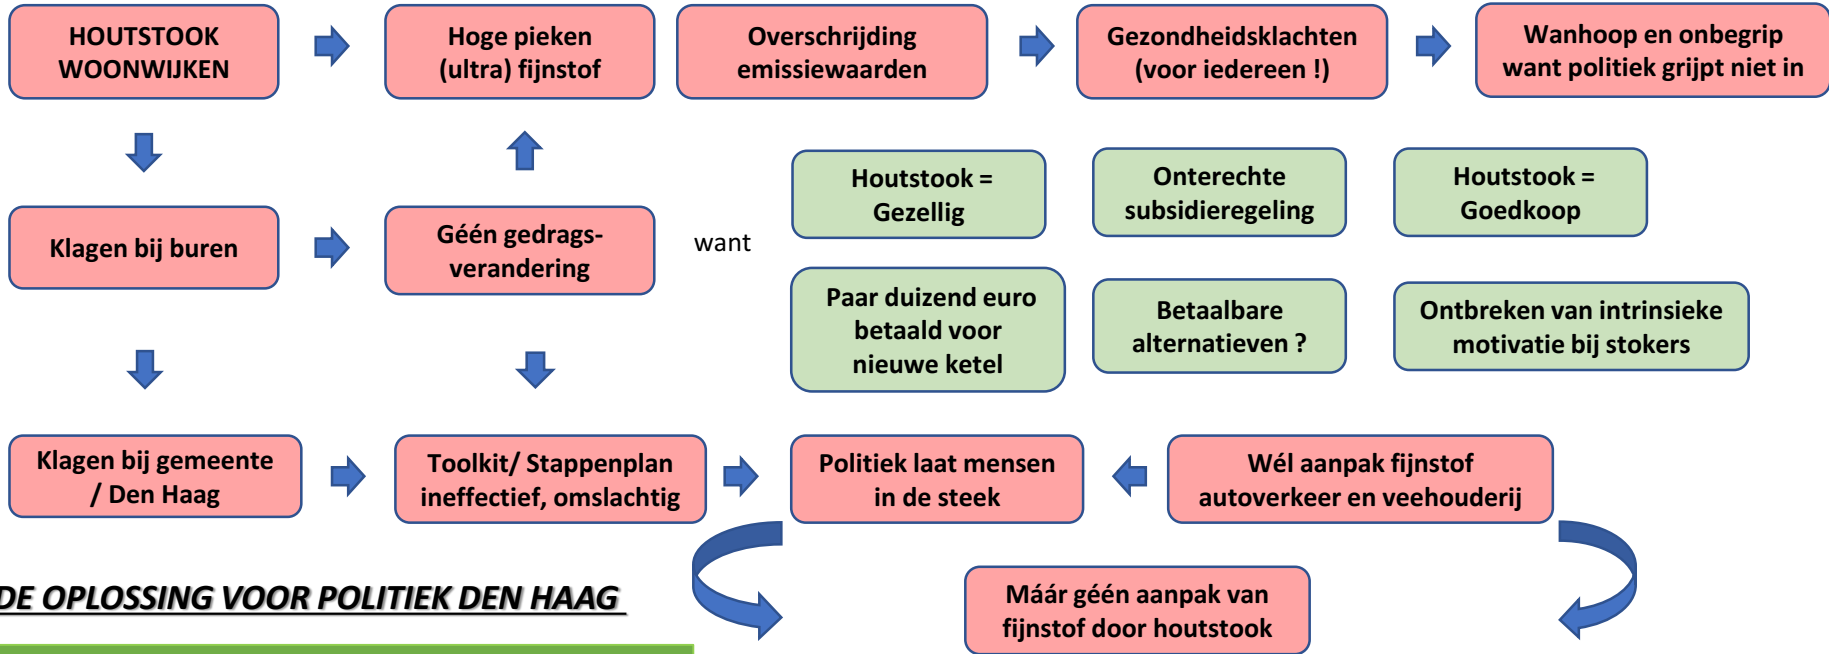 HOUTSTOOK
WOONWIJKEN
Hoge pieken
(ultra) fijnstof
Overschrijding
emissiewaarden
Gezondheidsklachten
(voor iedereen !)
Wanhoop en onbegrip
want politiek grijpt niet in
Klagen bij buren
Géén gedrags-
verandering
want
Houtstook =
Gezellig
Onterechte
subsidieregeling
Houtstook =
Goedkoop
Paar duizend euro
betaald voor
nieuwe ketel
Betaalbare
alternatieven ?
Ontbreken van intrinsieke
motivatie bij stokers
Klagen bij gemeente
/ Den Haag
Toolkit/ Stappenplan
ineffectief, omslachtig
Politiek laat mensen
in de steek
Wél aanpak fijnstof
autoverkeer en veehouderij
Máár géén aanpak van
fijnstof door houtstook
DE OPLOSSING VOOR POLITIEK DEN HAAG